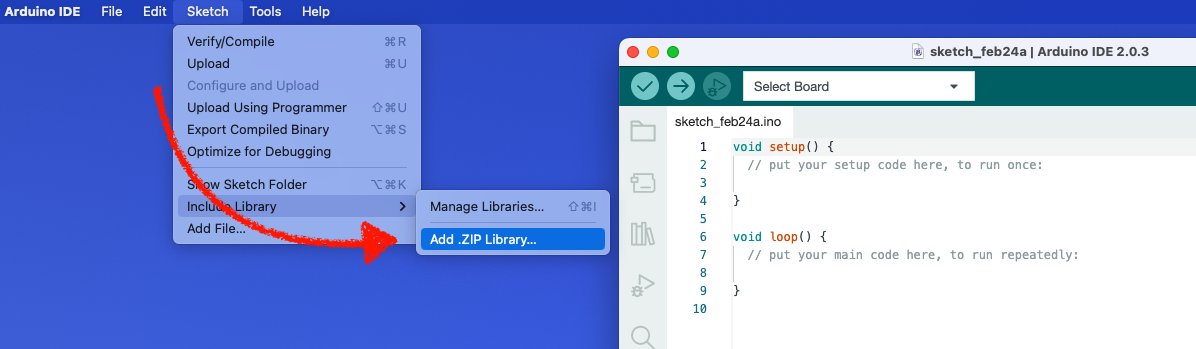 Arduino IDE File Edit Sketch Tools Help
Verify/Compile ⌘R
Upload ⌘U
Configure and Upload
Upload Using Programmer ⇧⌘U
Export Compiled Binary ⌥⌘S
Optimize for Debugging
Show Sketch Folder ⌥⌘K
Include Library
Add File...
Manage Libraries... ⇧⌘I
Add .ZIP Library...
sketch_feb24a | Arduino IDE 2.0.3
Select Board
sketch_feb24a.ino
1 void setup() {
2 // put your setup code here, to run once:
3
4 }
5
6 void loop() {
7 // put your main code here, to run repeatedly:
8
9 }
10